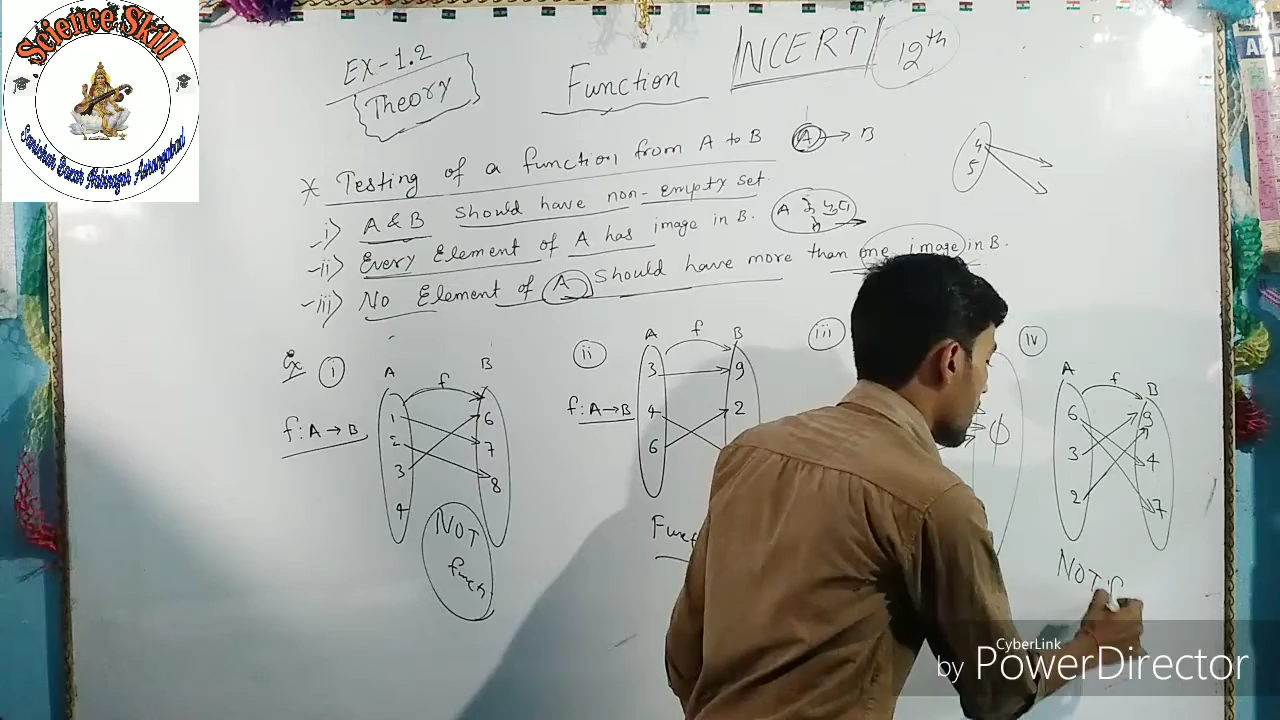 Science Skill
EX-1.2
Theory
Function
NCERT
12th
* Testing of a function from A to B
A → B
i) A & B Should have non-empty set
ii) Every Element of A has image in B.
iii) No Element of A Should have more than one image in B.
4
5
Ex
i
f: A→B
A
f
B
1
2
3
4
6
7
8
NOT
ii
f: A→B
A
f
B
3
4
6
9
2
iii
ϕ
iv
A
f
B
6
3
2
9
4
7
NOT f
CyberLink
by PowerDirector